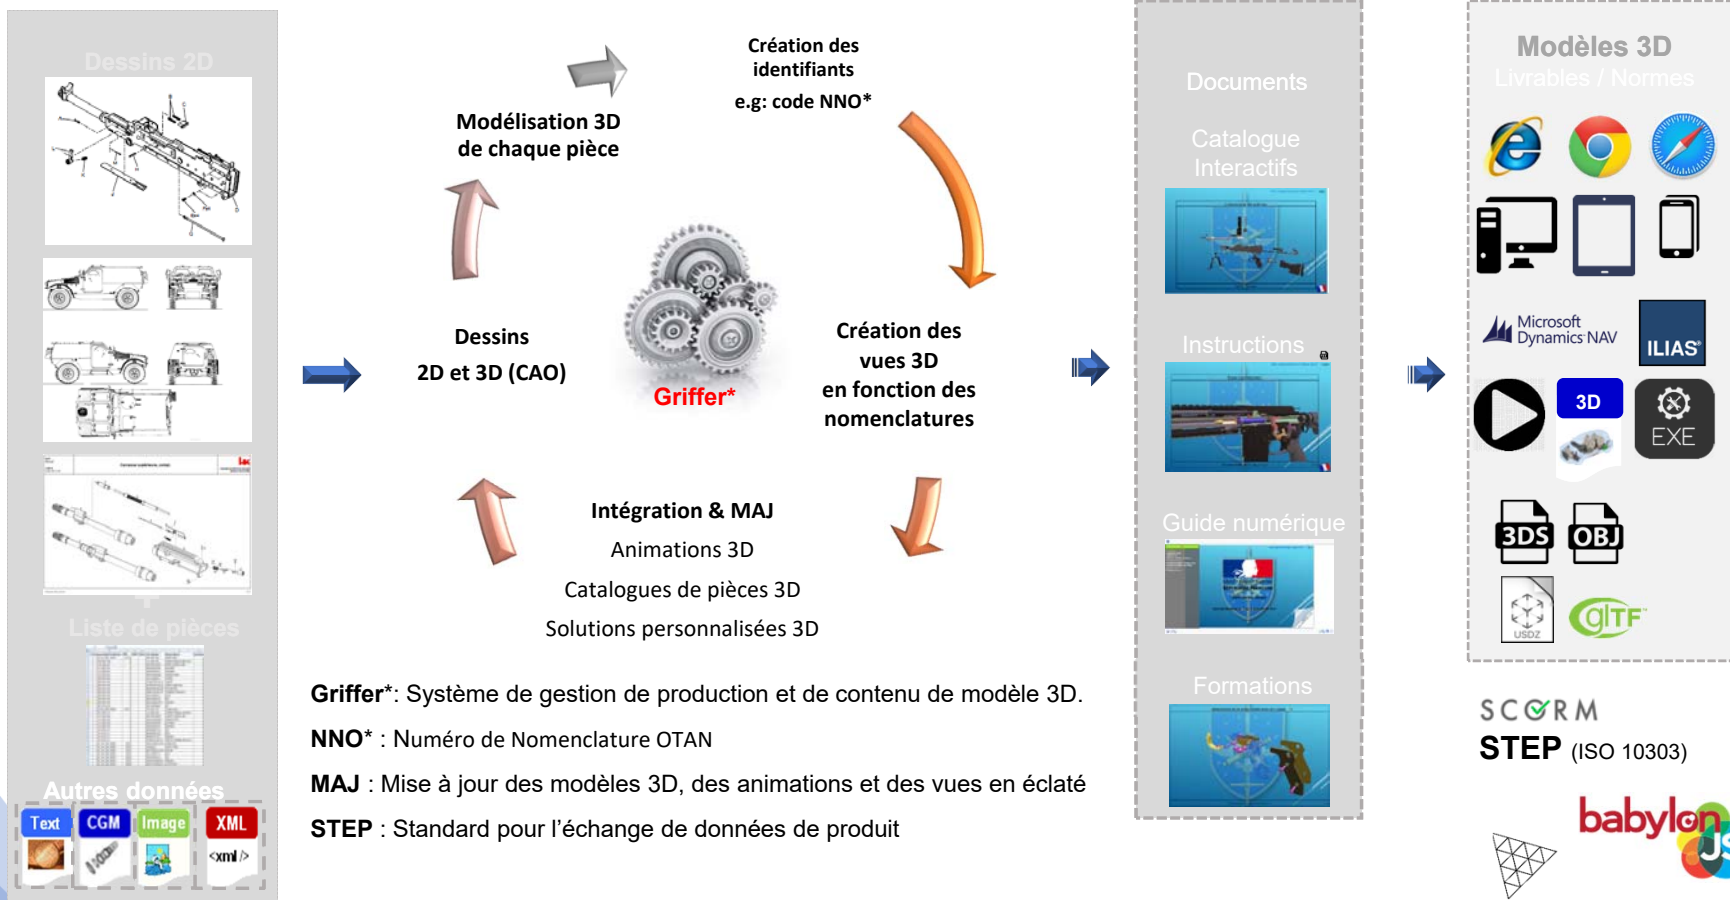 Dessins 2D
+
Liste de pièces
Autres données
Text
CGM
Image
XML
<xml />
Création des
identifiants
e.g: code NNO*
Modélisation 3D
de chaque pièce
Dessins
2D et 3D (CAO)
Griffer*
Création des
vues 3D
en fonction des
nomenclatures
Intégration & MAJ
Animations 3D
Catalogues de pièces 3D
Solutions personnalisées 3D
Griffer*: Système de gestion de production et de contenu de modèle 3D.
NNO* : Numéro de Nomenclature OTAN
MAJ : Mise à jour des modèles 3D, des animations et des vues en éclaté
STEP : Standard pour l’échange de données de produit
Documents
Catalogue
Interactifs
Instructions
Guide numérique
Formations
Modèles 3D
Livrables / Normes
Microsoft
Dynamics NAV
ILIAS®
3D
EXE
3DS
OBJ
USDZ
glTF™
SCORM
STEP (ISO 10303)
babylon
JS